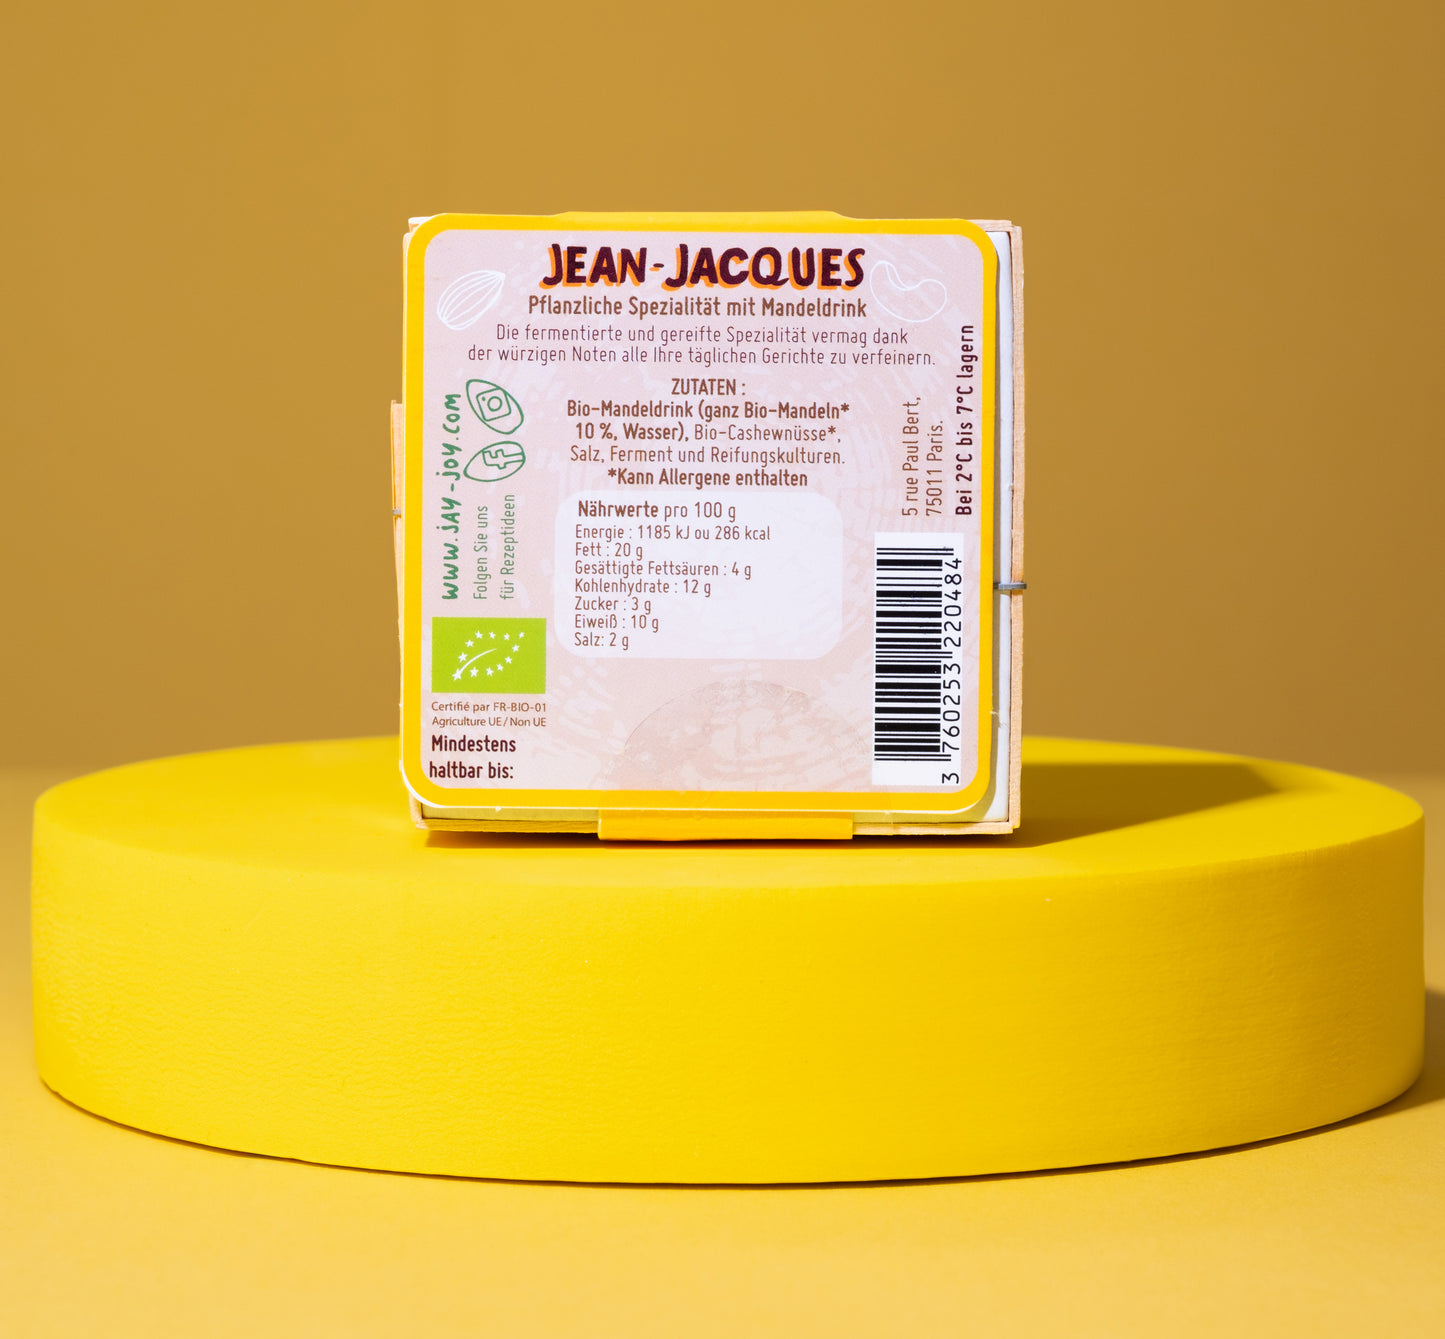 JEAN-JACQUES
Pflanzliche Spezialität mit Mandeldrink
Die fermentierte und gereifte Spezialität vermag dank
der würzigen Noten alle Ihre täglichen Gerichte zu verfeinern.
ZUTATEN :
Bio-Mandeldrink (ganz Bio-Mandeln*
10 %, Wasser), Bio-Cashewnüsse*,
Salz, Ferment und Reifungskulturen.
*Kann Allergene enthalten
Nährwerte pro 100 g
Energie : 1185 kJ ou 286 kcal
Fett : 20 g
Gesättigte Fettsäuren : 4 g
Kohlenhydrate : 12 g
Zucker : 3 g
Eiweiß : 10 g
Salz: 2 g
www.jay-joy.com
Folgen Sie uns
für Rezeptideen
Certifié par FR-BIO-01
Agriculture UE / Non UE
Mindestens
haltbar bis:
5 rue Paul Bert,
75011 Paris.
Bei 2°C bis 7°C lagern
3 760253 220484